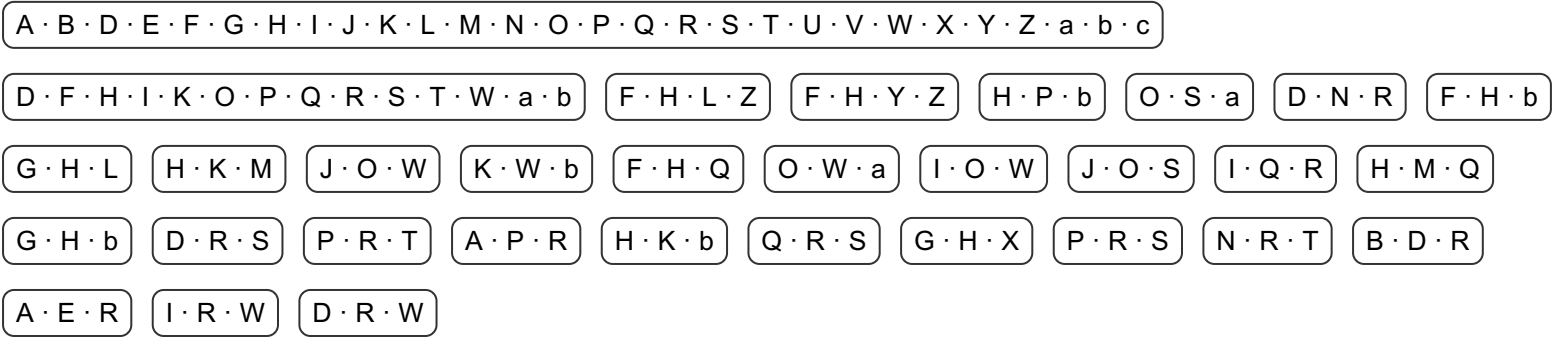 A · B · D · E · F · G · H · I · J · K · L · M · N · O · P · Q · R · S · T · U · V · W · X · Y · Z · a · b · c
D · F · H · I · K · O · P · Q · R · S · T · W · a · b F · H · L · Z F · H · Y · Z H · P · b O · S · a D · N · R F · H · b
G · H · L H · K · M J · O · W K · W · b F · H · Q O · W · a I · O · W J · O · S I · Q · R H · M · Q
G · H · b D · R · S P · R · T A · P · R H · K · b Q · R · S G · H · X P · R · S N · R · T B · D · R
A · E · R I · R · W D · R · W